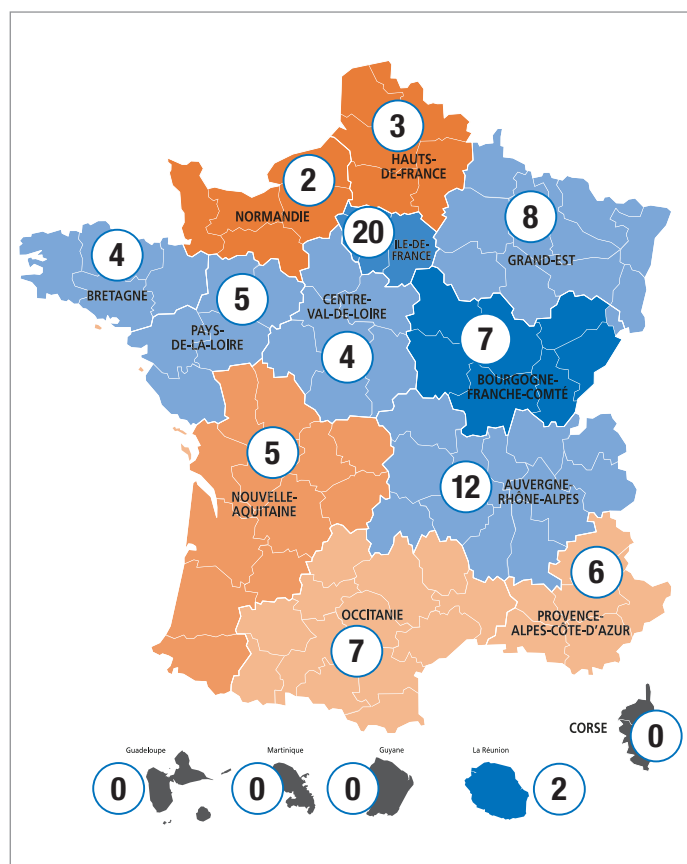 3
HAUTS-
DE-FRANCE
2
NORMANDIE
20
ILE-DE-
FRANCE
8
GRAND-EST
4
BRETAGNE
5
PAYS-
DE-LA-LOIRE
CENTRE-
VAL-DE-LOIRE
4
7
BOURGOGNE-
FRANCHE-COMTÉ
5
NOUVELLE-
AQUITAINE
12
AUVERGNE-
RHÔNE-ALPES
6
PROVENCE-
ALPES-CÔTE-D'AZUR
OCCITANIE
7
CORSE
0
Guadeloupe
0
Martinique
0
Guyane
0
La Réunion
2